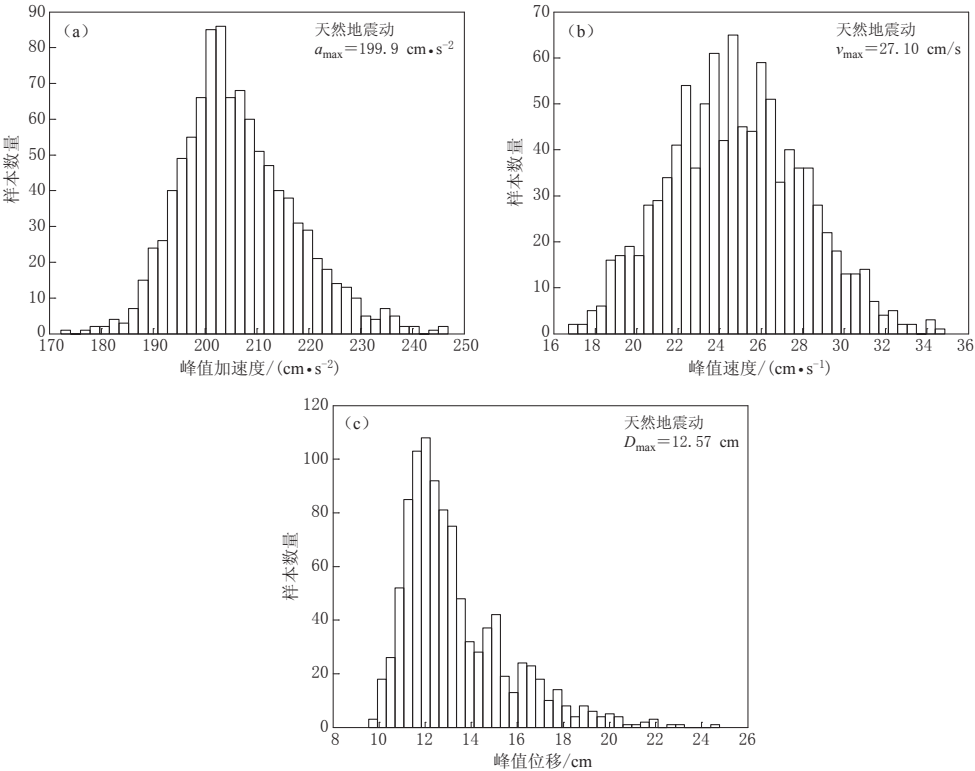 (a)
天然地震动
a_max=199.9 cm•s⁻²
90
80
70
60
50
40
30
20
10
0
样本数量
170 180 190 200 210 220 230 240 250
峰值加速度/(cm•s⁻²)
(b)
天然地震动
v_max=27.10 cm/s
70
60
50
40
30
20
10
0
样本数量
16 18 20 22 24 26 28 30 32 34 36
峰值速度/(cm•s⁻¹)
(c)
天然地震动
D_max=12.57 cm
120
100
80
60
40
20
0
样本数量
8 10 12 14 16 18 20 22 24 26
峰值位移/cm